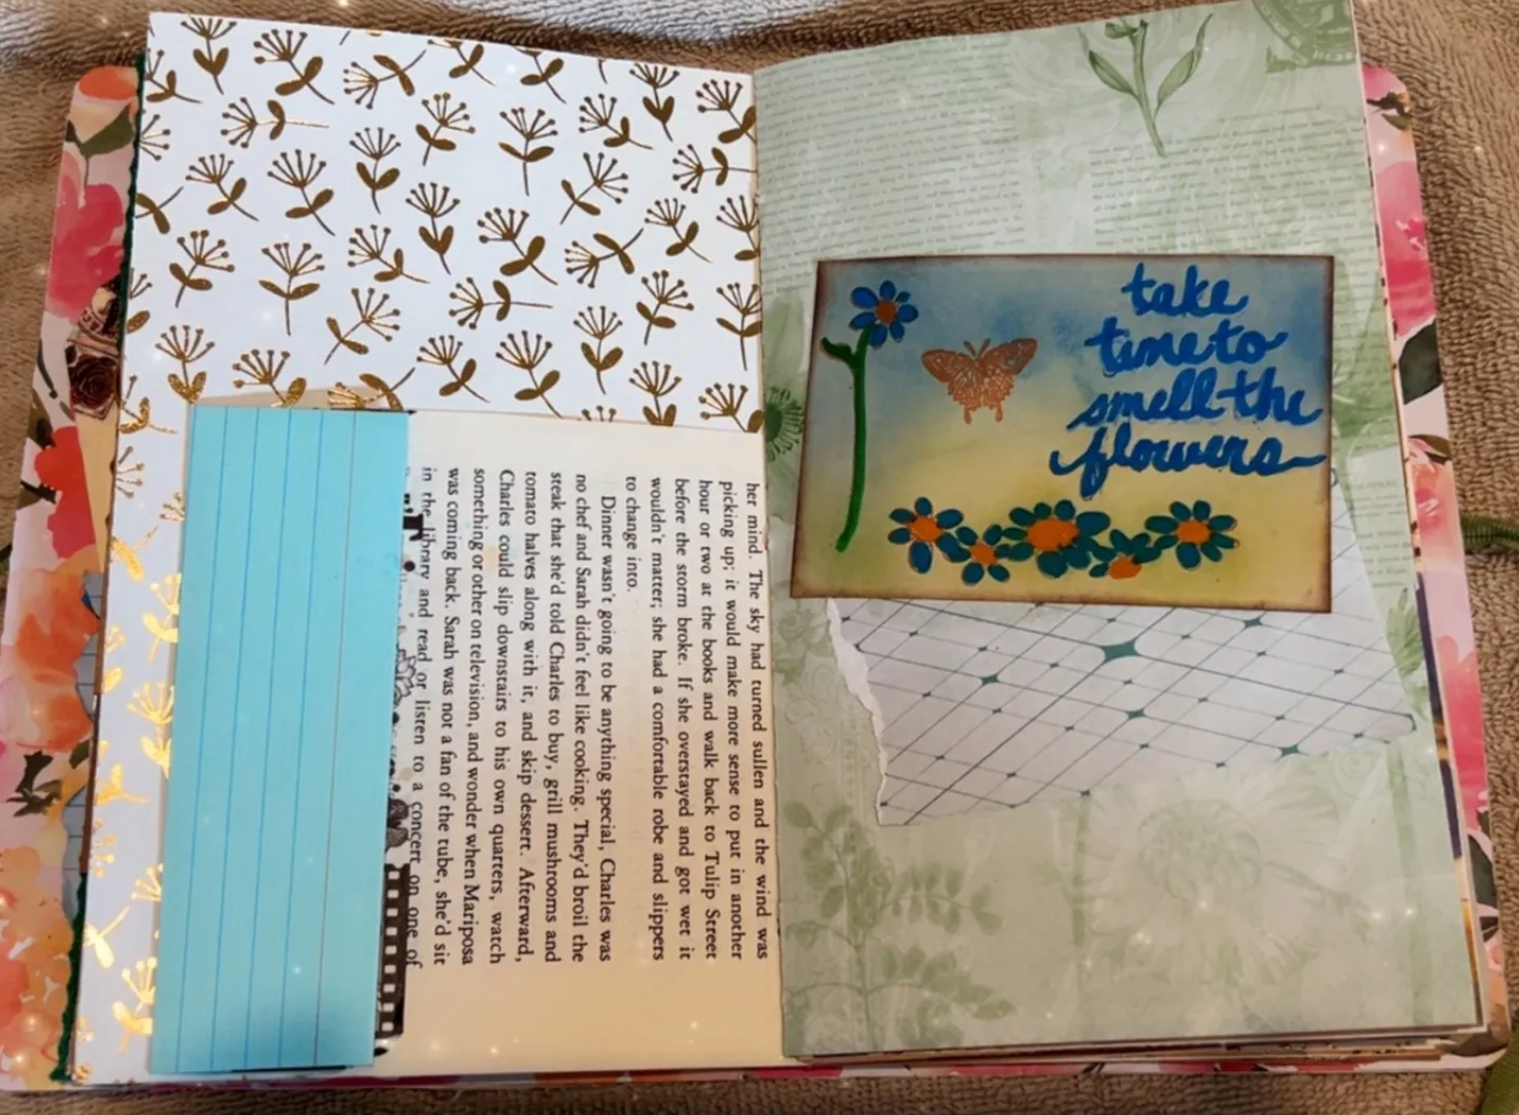 her mind. The sky had turned sullen and the wind was
picking up; it would make more sense to put in another
hour or two at the books and walk back to Tulip Street
before the storm broke. If she overstayed and got wet it
wouldn't matter; she had a comfortable robe and slippers
to change into.
Dinner wasn't going to be anything special, Charles was
no chef and Sarah didn't feel like cooking. They'd broil the
steak that she'd told Charles to buy, grill mushrooms and
tomato halves along with it, and skip dessert. Afterward,
Charles could slip downstairs to his own quarters, watch
something or other on television, and wonder when Mariposa
was coming back. Sarah was not a fan of the tube, she'd sit
in the library and read or listen to a concert on one of
take
time to
smell the
flowers